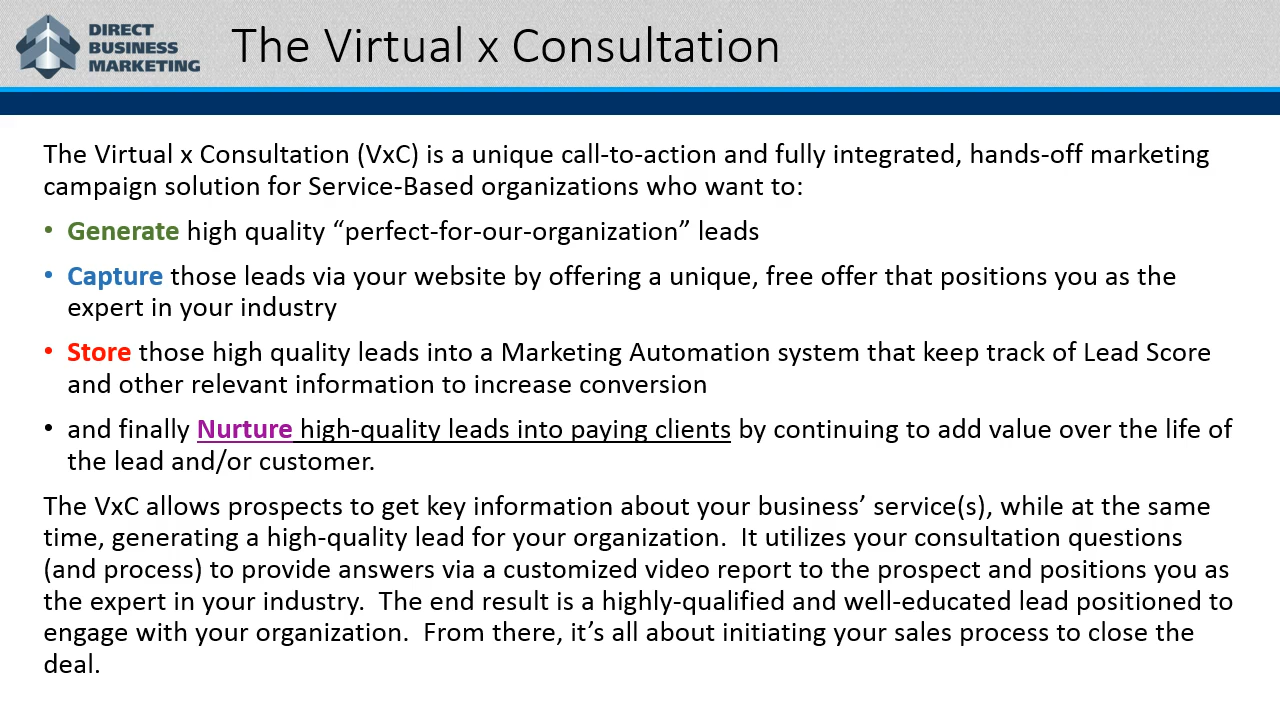 DIRECT
BUSINESS
MARKETING
The Virtual x Consultation
The Virtual x Consultation (VxC) is a unique call-to-action and fully integrated, hands-off marketing
campaign solution for Service-Based organizations who want to:
• Generate high quality “perfect-for-our-organization” leads
• Capture those leads via your website by offering a unique, free offer that positions you as the
expert in your industry
• Store those high quality leads into a Marketing Automation system that keep track of Lead Score
and other relevant information to increase conversion
• and finally Nurture high-quality leads into paying clients by continuing to add value over the life of
the lead and/or customer.
The VxC allows prospects to get key information about your business’ service(s), while at the same
time, generating a high-quality lead for your organization.  It utilizes your consultation questions
(and process) to provide answers via a customized video report to the prospect and positions you as
the expert in your industry.  The end result is a highly-qualified and well-educated lead positioned to
engage with your organization.  From there, it’s all about initiating your sales process to close the
deal.